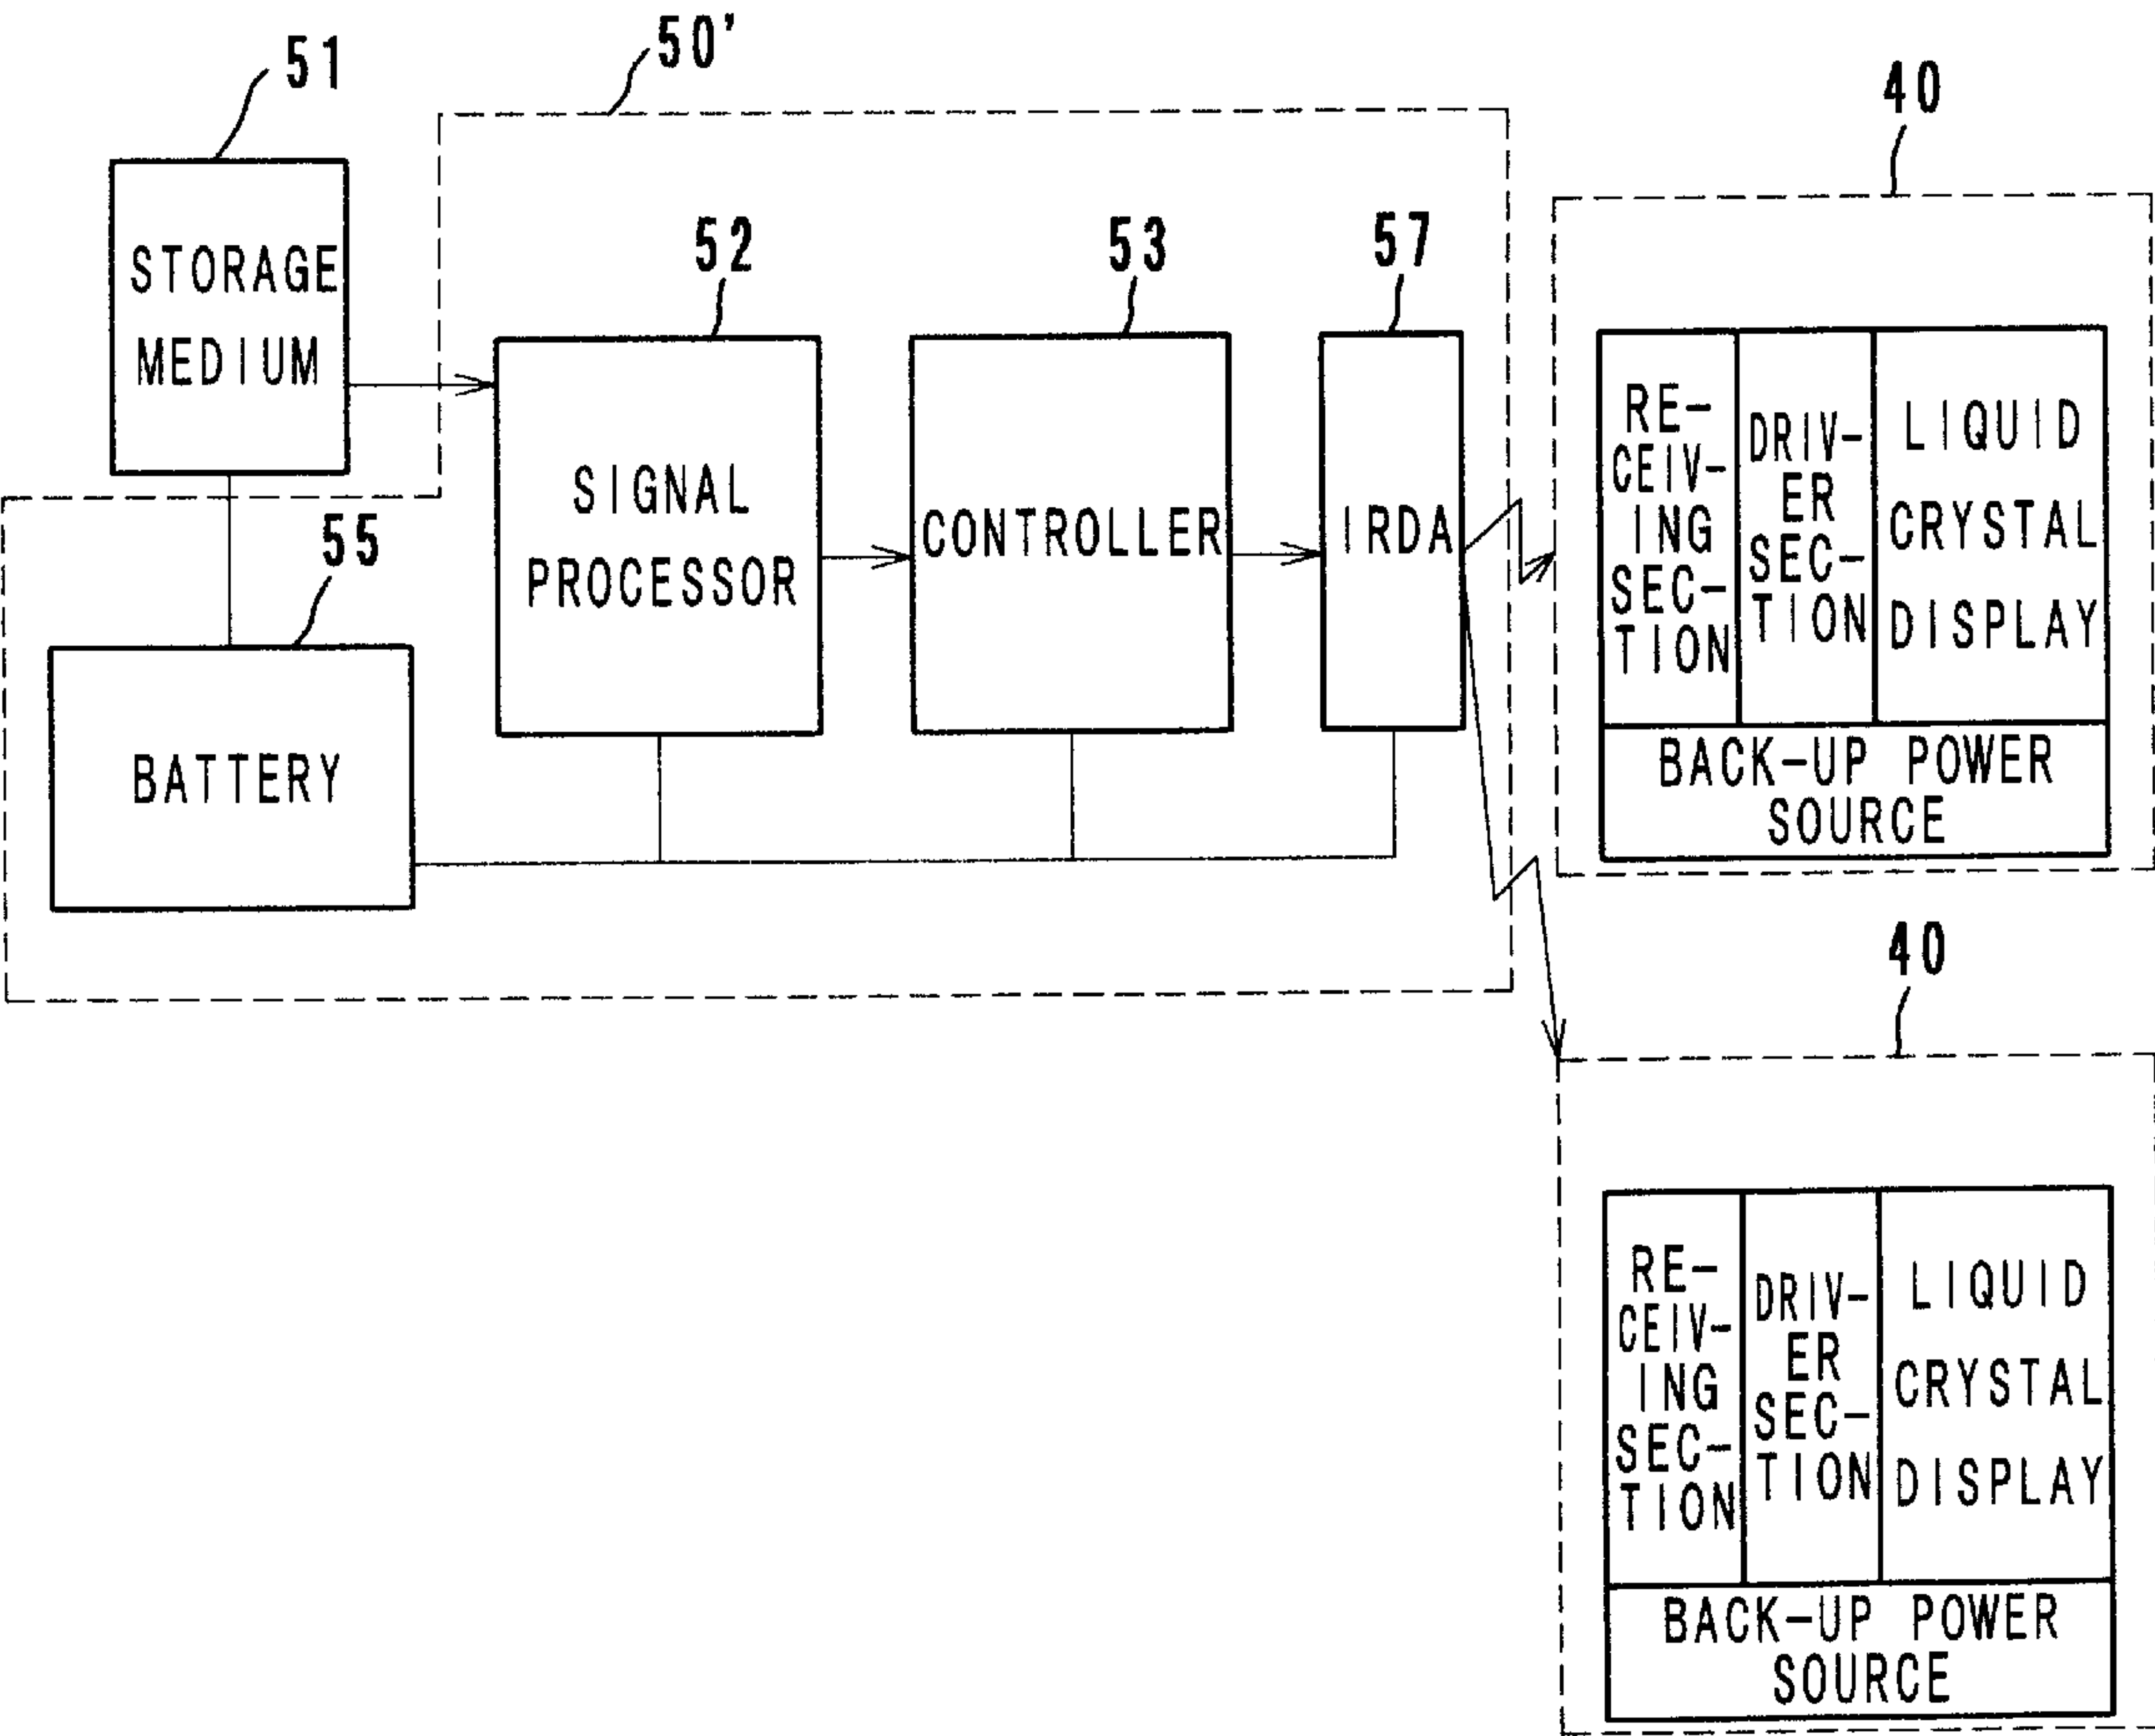 50'
51
40
STORAGE
MEDIUM
52
53
57
SIGNAL
PROCESSOR
CONTROLLER
IRDA
RE-
CEIV-
ING
SEC-
TION
DRIV-
ER
SEC-
TION
LIQUID
CRYSTAL
DISPLAY
BACK-UP POWER
SOURCE
55
BATTERY
40
RE-
CEIV-
ING
SEC-
TION
DRIV-
ER
SEC-
TION
LIQUID
CRYSTAL
DISPLAY
BACK-UP POWER
SOURCE